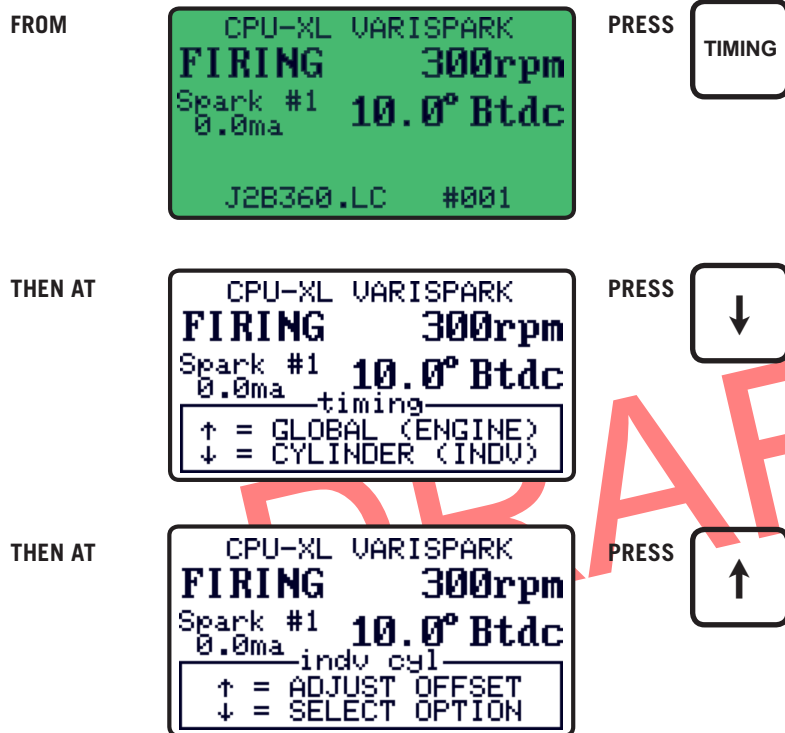 FROM
CPU-XL VARISPARK
FIRING 300rpm
Spark #1 10.0° Btdc
0.0ma
J2B360.LC #001
PRESS
TIMING
THEN AT
CPU-XL VARISPARK
FIRING 300rpm
Spark #1 10.0° Btdc
0.0ma
timing
↑ = GLOBAL (ENGINE)
↓ = CYLINDER (INDV)
PRESS
↓
THEN AT
CPU-XL VARISPARK
FIRING 300rpm
Spark #1 10.0° Btdc
0.0ma
indv cyl
↑ = ADJUST OFFSET
↓ = SELECT OPTION
PRESS
↑